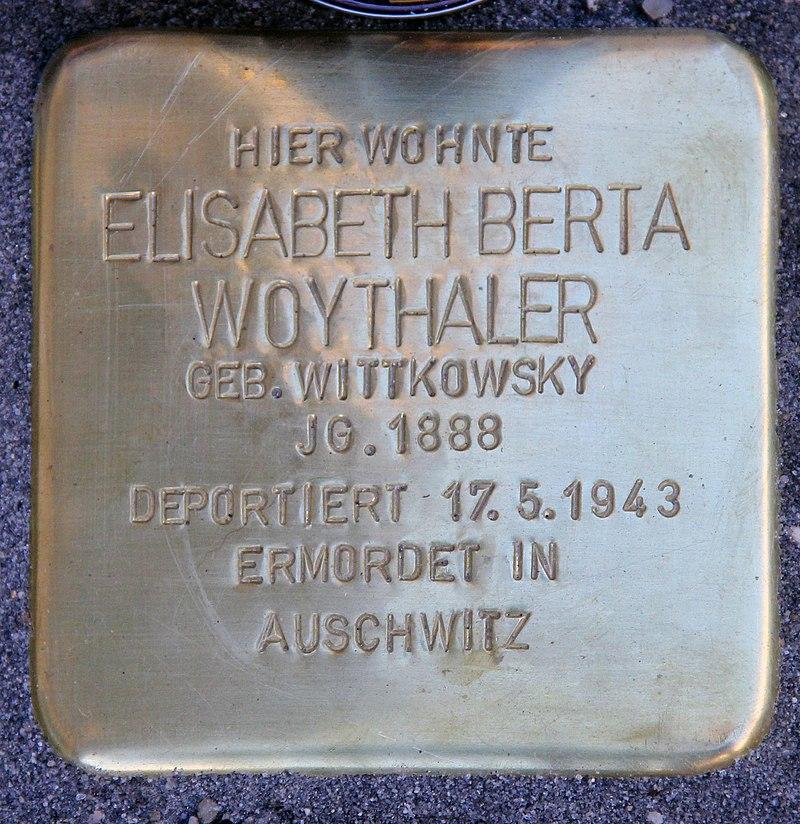 HIER WOHNTE
ELISABETH BERTA
WOYTHALER
GEB. WITTKOWSKY
JG. 1888
DEPORTIERT 17. 5. 1943
ERMORDET IN
AUSCHWITZ